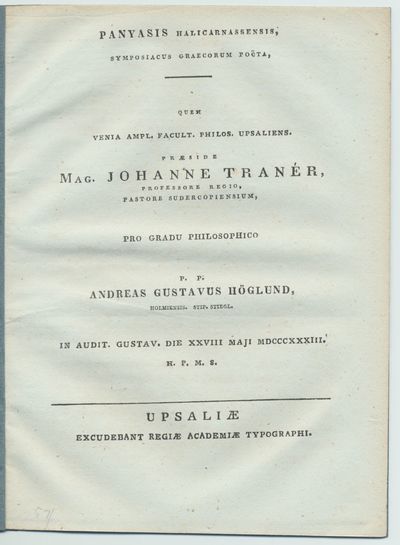 PANYASIS HALICARNASSENSIS,
SYMPOSIACUS GRAECORUM POËTA,
QUEM
VENIA AMPL. FACULT. PHILOS. UPSALIENS.
PRÆSIDE
MAG. JOHANNE TRANÉR,
PROFESSORE REGIO,
PASTORE SUDERCOPIENSIUM,
PRO GRADU PHILOSOPHICO
P. P.
ANDREAS GUSTAVUS HÖGLUND,
HOLMIENSIS. STIP. STIEGL.
IN AUDIT. GUSTAV. DIE XXVIII MAJI MDCCCXXXIII.
H. P. M. S.
UPSALIÆ
EXCUDEBANT REGIÆ ACADEMIÆ TYPOGRAPHI.